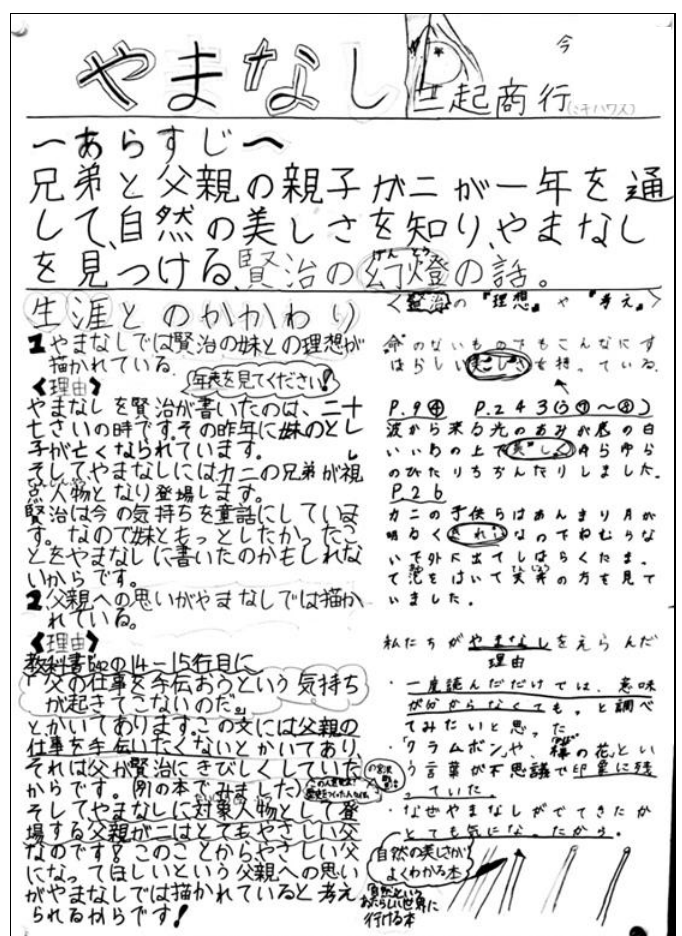 やまなし
今
三起商行(ミキハウス)
〜あらすじ〜
兄弟と父親の親子がニが一年を通
して、自然の美しさを知り、やまなし
を見つける、賢治の幻燈の話。
げん とう
生涯とのかかわり
1やまなしでは賢治の妹との理想が
描かれている。
年表を見てください!
《理由》
やまなしを賢治が書いたのは、二十
七さいの時です。その昨年に妹のとし
子が亡くなられています。
そしてやまなしにはカニの兄弟が視
点人物となり登場します。
賢治は今の気持ちを童話にしていま
す。なので妹ともっとしたかったこ
とをやまなしに書いたのかもしれな
いからです。
2父親への思いがやまなしでは描か
れている。
《理由》
教科書の14-15行目に
「父の仕事を手伝おうという気持ち
が起きてこないのだ。」
とかいてあります。この文には父親の
仕事を手伝いたくないとかいてあり、
それは父が賢治にきびしくしていた
からです。(別の本でみました)
そしてやまなしに対象人物として登
場する父親がニはとてもやさしい父
なのです。このことからやさしい父
になってほしいという父親への思い
がやまなしでは描かれていると考え
られるからです!
〈賢治の『理想』や『考え』〉
命のないものでもこんなにす
ばらしい美しさを持っている。
P.9④ P.243(5⑦〜⑧)
波から来る光のあみが底の白
いいわの上で美しくゆらゆら
のびたりちぢんだりしました。
P.26
カニの子供らはあんまり月が
明るくきれいなのでねむらな
いで外に出てしばらくだまっ
て泡をはいて天井の方を見て
いました。
私たちがやまなしをえらんだ
理由
・一度読んだだけでは、意味
が分からなくても、と調べ
てみたいと思った
・「クラムボン」や、「樺の花」とい
う言葉が不思議で印象に残
っていた。
・なぜやまなしができたか
とても気になったから。
自然の美しさが
よくわかる本
自然という
あたらしい世界に
行ける本